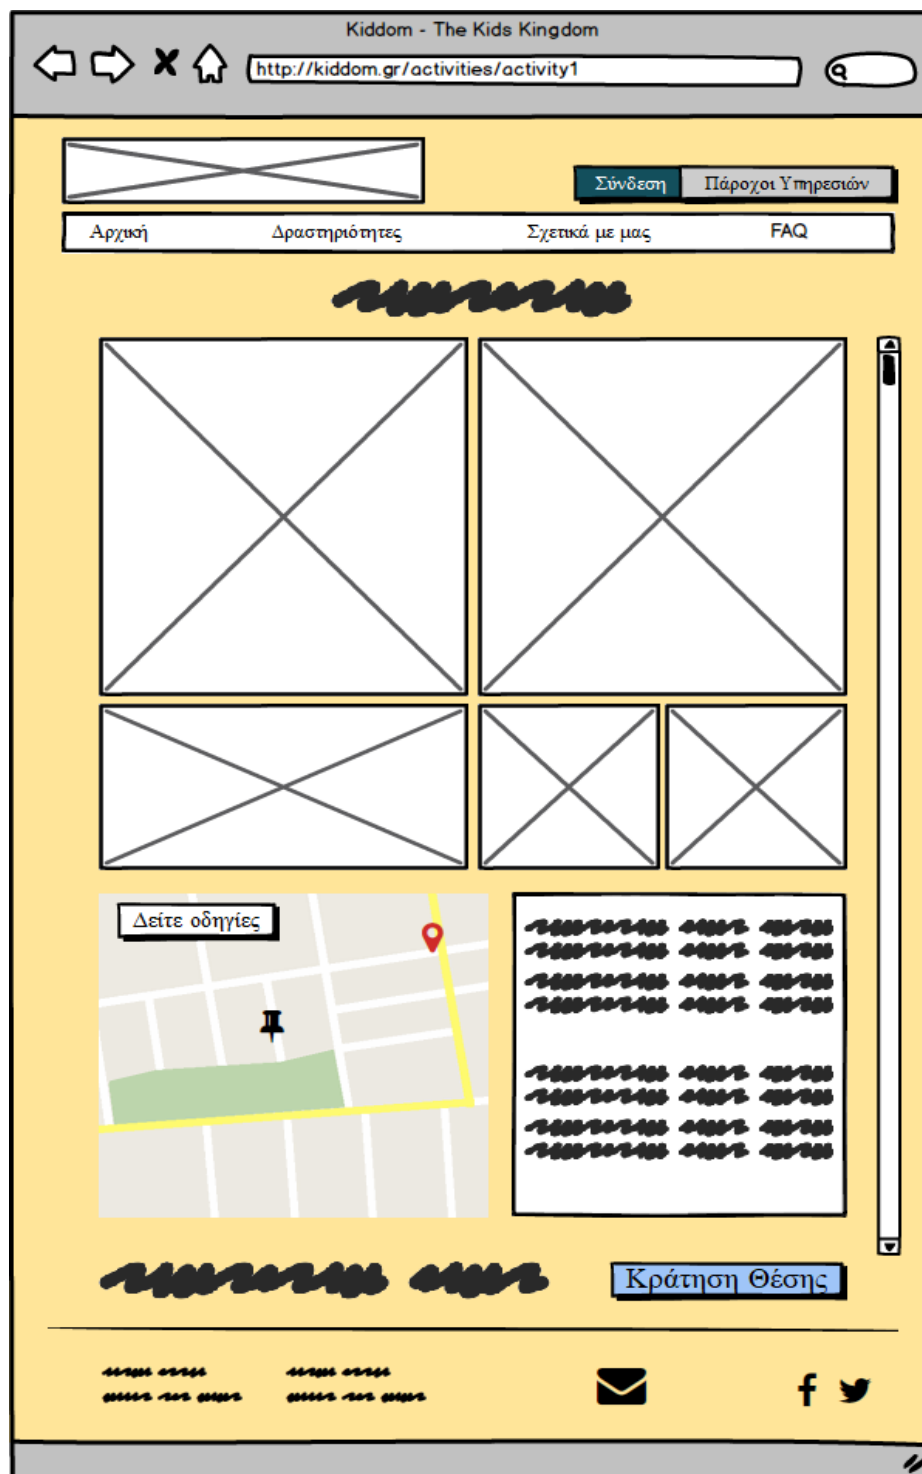 Kiddom - The Kids Kingdom
http://kiddom.gr/activities/activity1
Σύνδεση Πάροχοι Υπηρεσιών
Αρχική Δραστηριότητες Σχετικά με μας FAQ
Δείτε οδηγίες
Κράτηση Θέσης